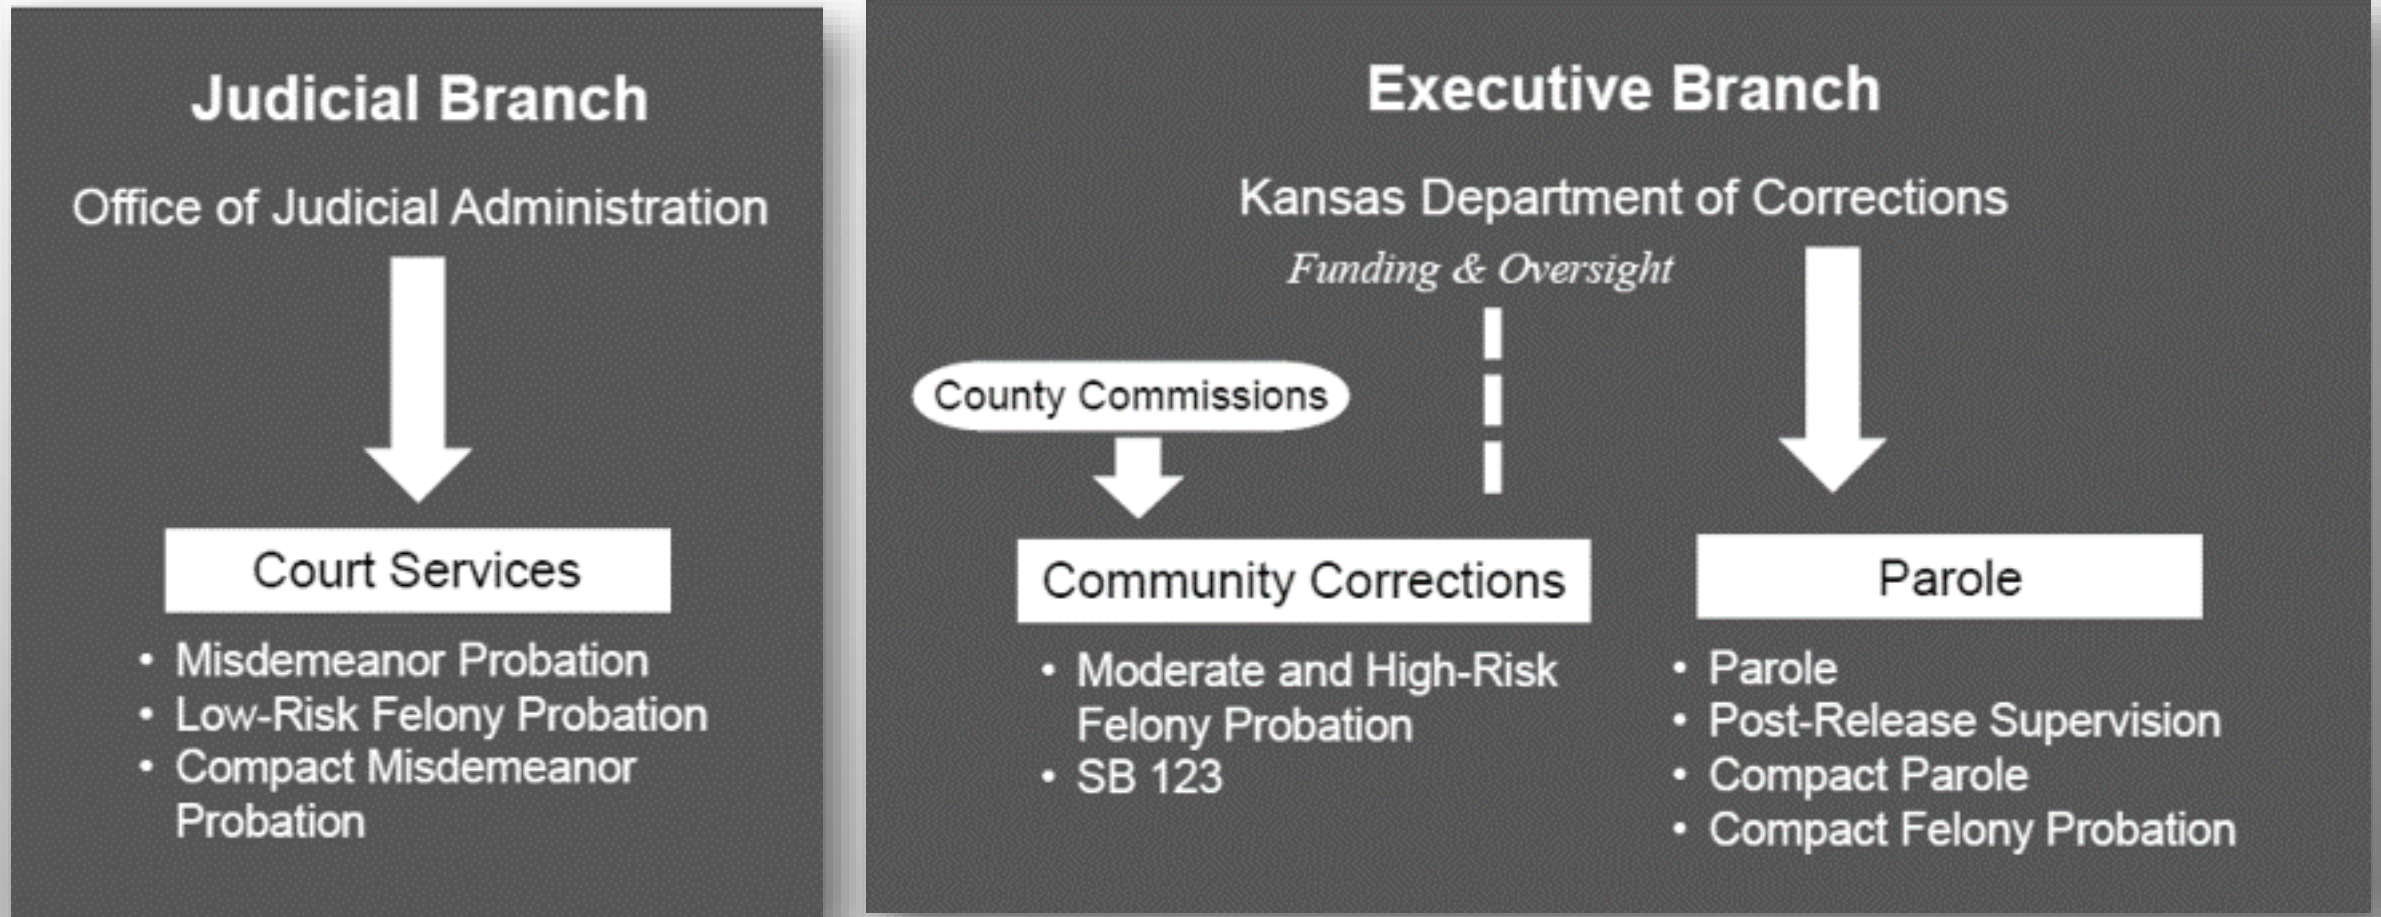 Judicial Branch
Office of Judicial Administration
Court Services
• Misdemeanor Probation
• Low-Risk Felony Probation
• Compact Misdemeanor
Probation
Executive Branch
Kansas Department of Corrections
Funding & Oversight
County Commissions
Community Corrections
• Moderate and High-Risk
Felony Probation
• SB 123
Parole
• Parole
• Post-Release Supervision
• Compact Parole
• Compact Felony Probation